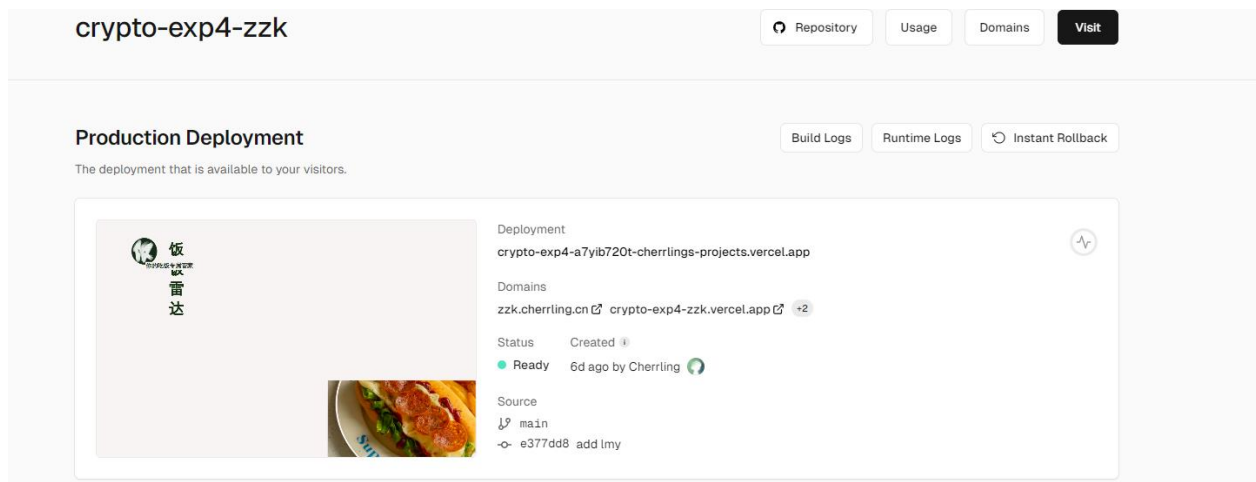 crypto-exp4-zzk
Repository
Usage
Domains
Visit
Production Deployment
Build Logs
Runtime Logs
Instant Rollback
The deployment that is available to your visitors.
饭
饭
雷
达
Deployment
crypto-exp4-a7yib720t-cherrlings-projects.vercel.app
Domains
zzk.cherrling.cn crypto-exp4-zzk.vercel.app +2
Status Created
Ready 6d ago by Cherrling
Source
main
e377dd8 add lmy